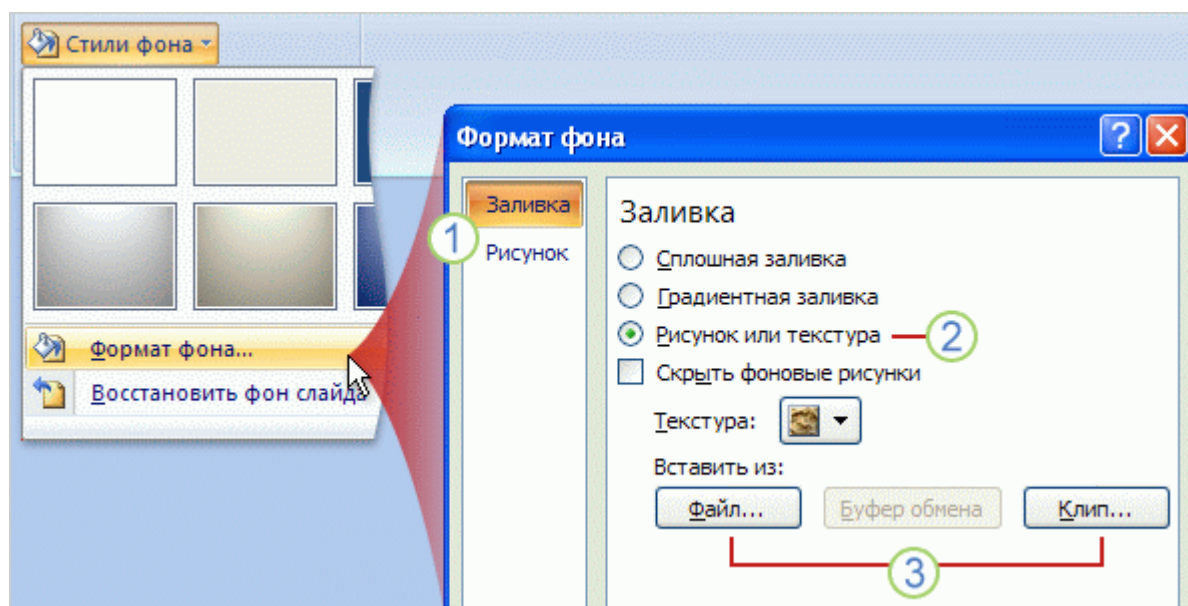 Стили фона
Формат фона...
Восстановить фон слайда
Формат фона
?
Заливка
1
Рисунок
Заливка
Сплошная заливка
Градиентная заливка
Рисунок или текстура
2
Скрыть фоновые рисунки
Текстура:
Вставить из:
Файл... Буфер обмена Клип...
3